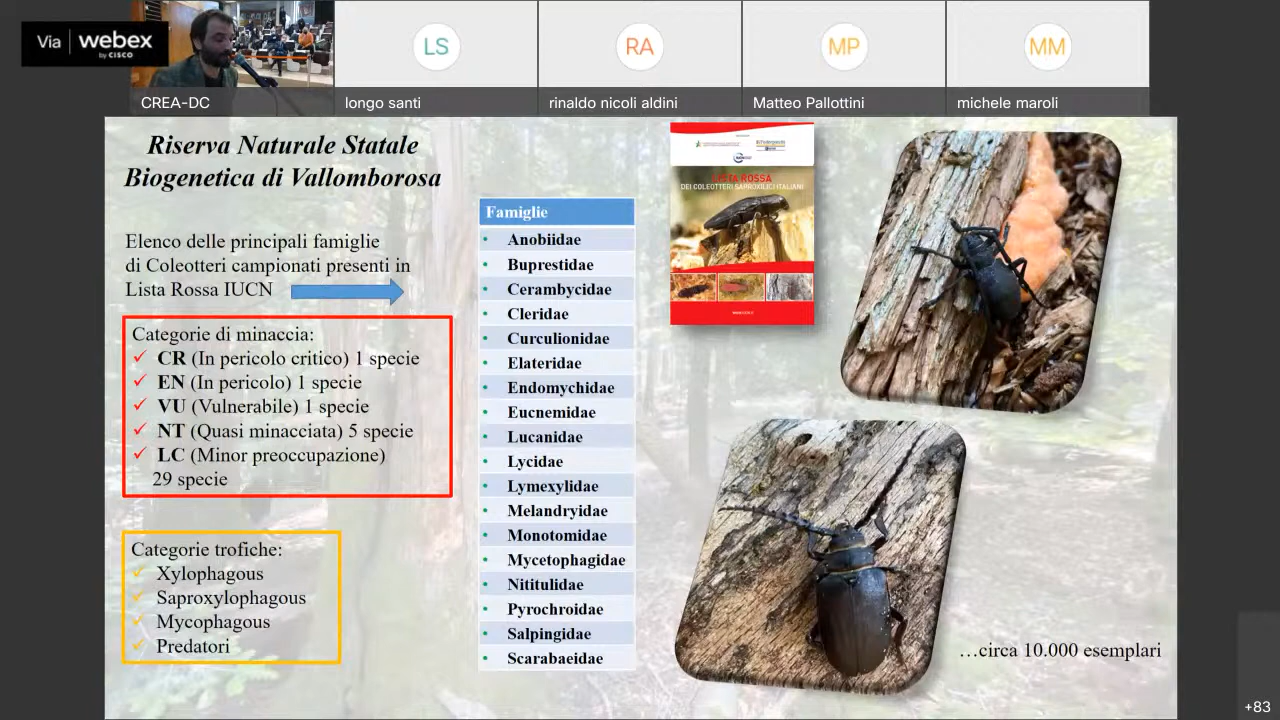 Via webex
by CISCO
LS
RA
MP
MM
CREA-DC
longo santi
rinaldo nicoli aldini
Matteo Pallottini
michele maroli
Riserva Naturale Statale
Biogenetica di Vallomborosa
Elenco delle principali famiglie
di Coleotteri campionati presenti in
Lista Rossa IUCN
Categorie di minaccia:
CR (In pericolo critico) 1 specie
EN (In pericolo) 1 specie
VU (Vulnerabile) 1 specie
NT (Quasi minacciata) 5 specie
LC (Minor preoccupazione)
29 specie
Categorie trofiche:
Xylophagous
Saproxylophagous
Mycophagous
Predatori
Famiglie
Anobiidae
Buprestidae
Cerambycidae
Cleridae
Curculionidae
Elateridae
Endomychidae
Eucnemidae
Lucanidae
Lycidae
Lymexylidae
Melandryidae
Monotomidae
Mycetophagidae
Nititulidae
Pyrochroidae
Salpingidae
Scarabaeidae
LISTA ROSSA
DEI COLEOTTERI SAPROXILICI ITALIANI
…circa 10.000 esemplari
+83